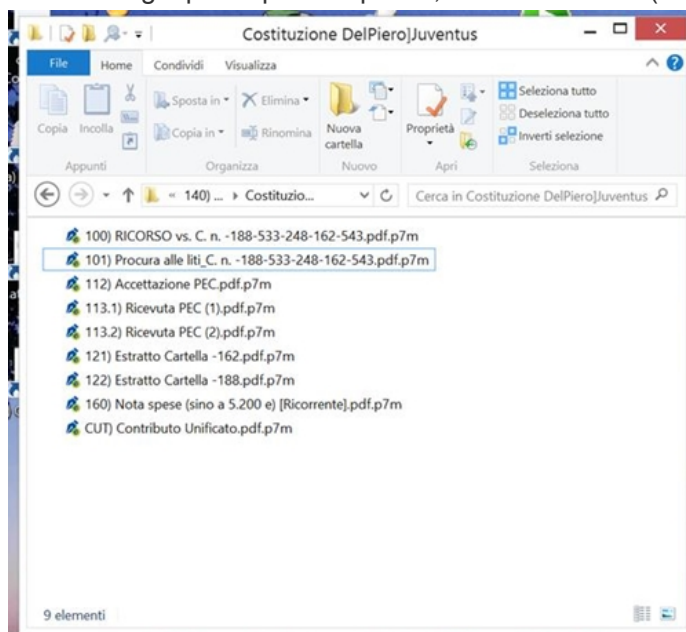 Costituzione DelPiero]Juventus
File Home Condividi Visualizza
Copia Incolla
Sposta in
Copia in
Elimina
Rinomina
Nuova cartella
Proprietà
Seleziona tutto
Deseleziona tutto
Inverti selezione
Appunti Organizza Nuovo Apri Seleziona
« 140) ... Costituzio... Cerca in Costituzione DelPiero]Juventus
100) RICORSO vs. C. n. -188-533-248-162-543.pdf.p7m
101) Procura alle liti_C. n. -188-533-248-162-543.pdf.p7m
112) Accettazione PEC.pdf.p7m
113.1) Ricevuta PEC (1).pdf.p7m
113.2) Ricevuta PEC (2).pdf.p7m
121) Estratto Cartella -162.pdf.p7m
122) Estratto Cartella -188.pdf.p7m
160) Nota spese (sino a 5.200 e) [Ricorrente].pdf.p7m
CUT) Contributo Unificato.pdf.p7m
9 elementi